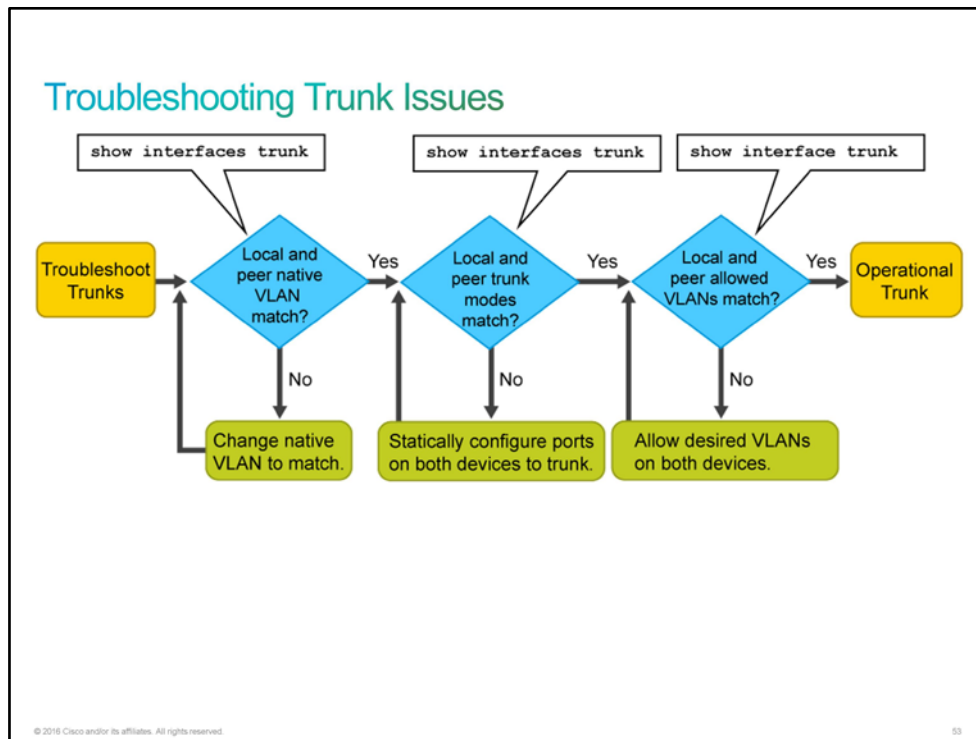 Troubleshooting Trunk Issues
show interfaces trunk
show interfaces trunk
show interface trunk
Troubleshoot
Trunks
Local and
peer native
VLAN
match?
Yes
Local and
peer trunk
modes
match?
Yes
Local and
peer allowed
VLANs match?
Yes
Operational
Trunk
No
No
No
Change native
VLAN to match.
Statically configure ports
on both devices to trunk.
Allow desired VLANs
on both devices.
© 2016 Cisco and/or its affiliates. All rights reserved.
53